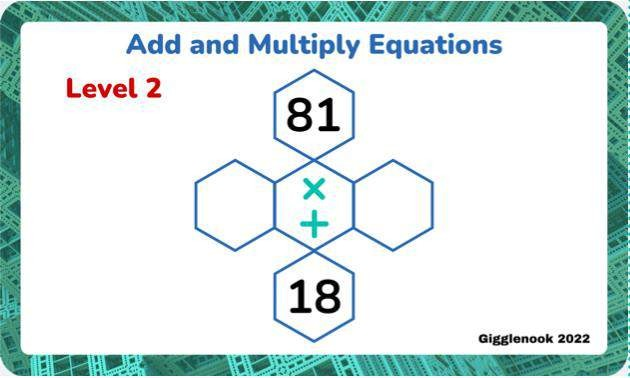 Add and Multiply Equations
Level 2
81
×
+
18
Gigglenook 2022